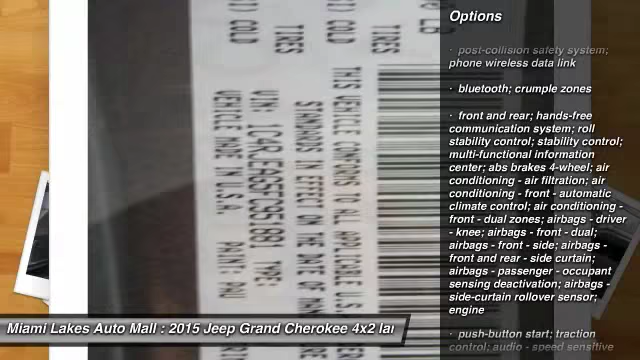 Options
· post-collision safety system;
phone wireless data link
· bluetooth; crumple zones
· front and rear; hands-free
communication system; roll
stability control; stability control;
multi-functional information
center; abs brakes 4-wheel; air
conditioning - air filtration; air
conditioning - front - automatic
climate control; air conditioning -
front - dual zones; airbags - driver
- knee; airbags - front - dual;
airbags - front - side; airbags -
front and rear - side curtain;
airbags - passenger - occupant
sensing deactivation; airbags -
side-curtain rollover sensor;
engine
· push-button start; traction
control; audio - speed sensitive
LB
TIRES
COLD
TIRES
COLD
THIS VEHICLE CONFORMS TO ALL APPLICABLE U.S.
STANDARDS IN EFFECT ON THE DATE OF
VIN: TYPE:
VEHICLE MADE IN U.S.A. PAINT: PAU
Miami Lakes Auto Mall : 2015 Jeep Grand Cherokee 4x2